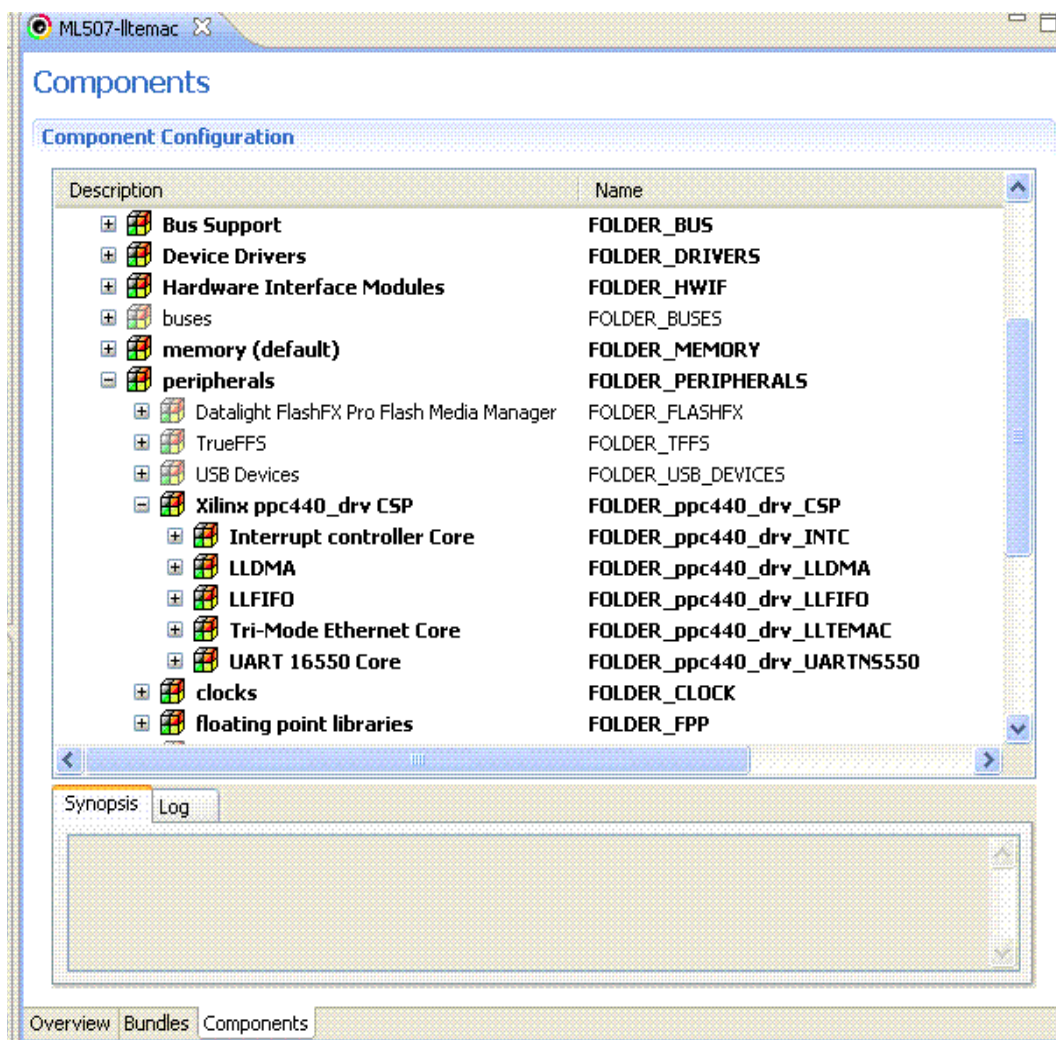 ML507-lltemac
Components
Component Configuration
Description Name
Bus Support FOLDER_BUS
Device Drivers FOLDER_DRIVERS
Hardware Interface Modules FOLDER_HWIF
buses FOLDER_BUSES
memory (default) FOLDER_MEMORY
peripherals FOLDER_PERIPHERALS
Datalight FlashFX Pro Flash Media Manager FOLDER_FLASHFX
TrueFFS FOLDER_TFFS
USB Devices FOLDER_USB_DEVICES
Xilinx ppc440_drv CSP FOLDER_ppc440_drv_CSP
Interrupt controller Core FOLDER_ppc440_drv_INTC
LLDMA FOLDER_ppc440_drv_LLDMA
LLFIFO FOLDER_ppc440_drv_LLFIFO
Tri-Mode Ethernet Core FOLDER_ppc440_drv_LLTEMAC
UART 16550 Core FOLDER_ppc440_drv_UARTNS550
clocks FOLDER_CLOCK
floating point libraries FOLDER_FPP
Synopsis Log
Overview Bundles Components